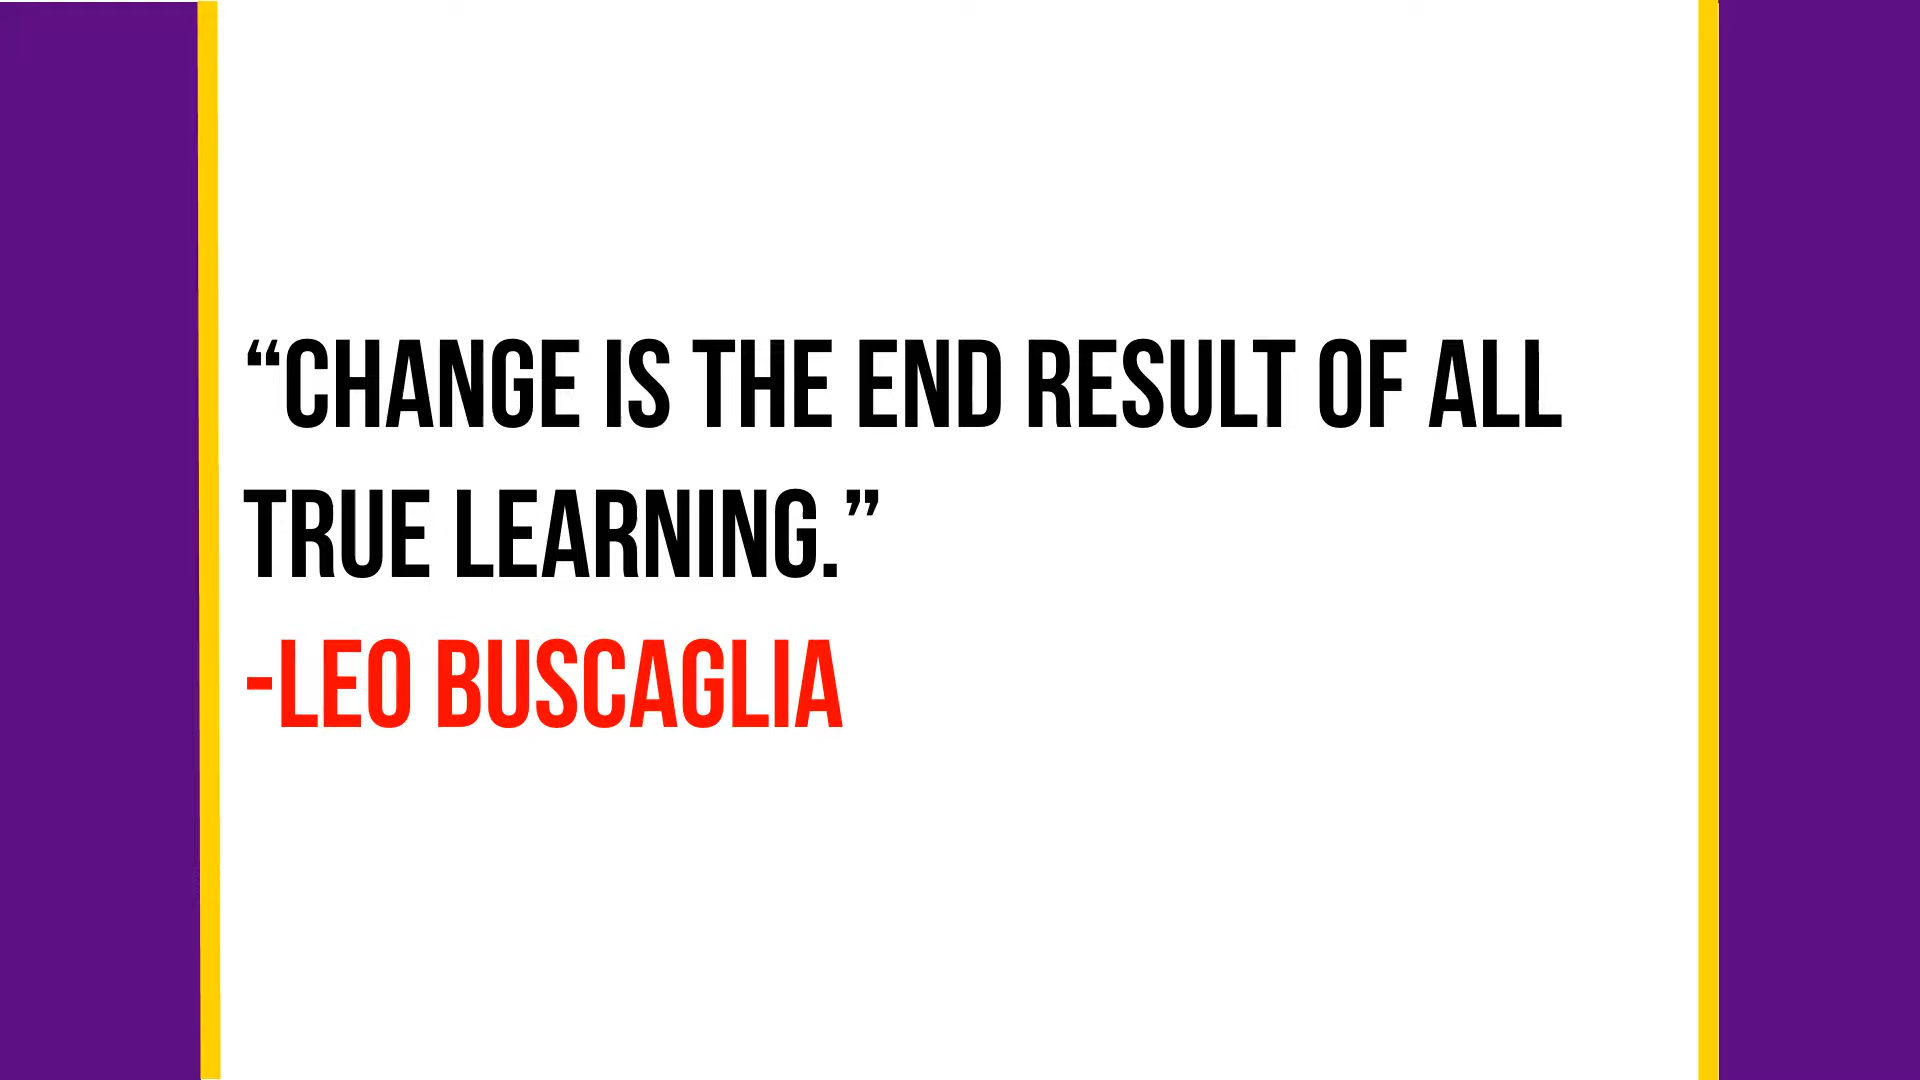 “CHANGE IS THE END RESULT OF ALL
TRUE LEARNING.”
-LEO BUSCAGLIA